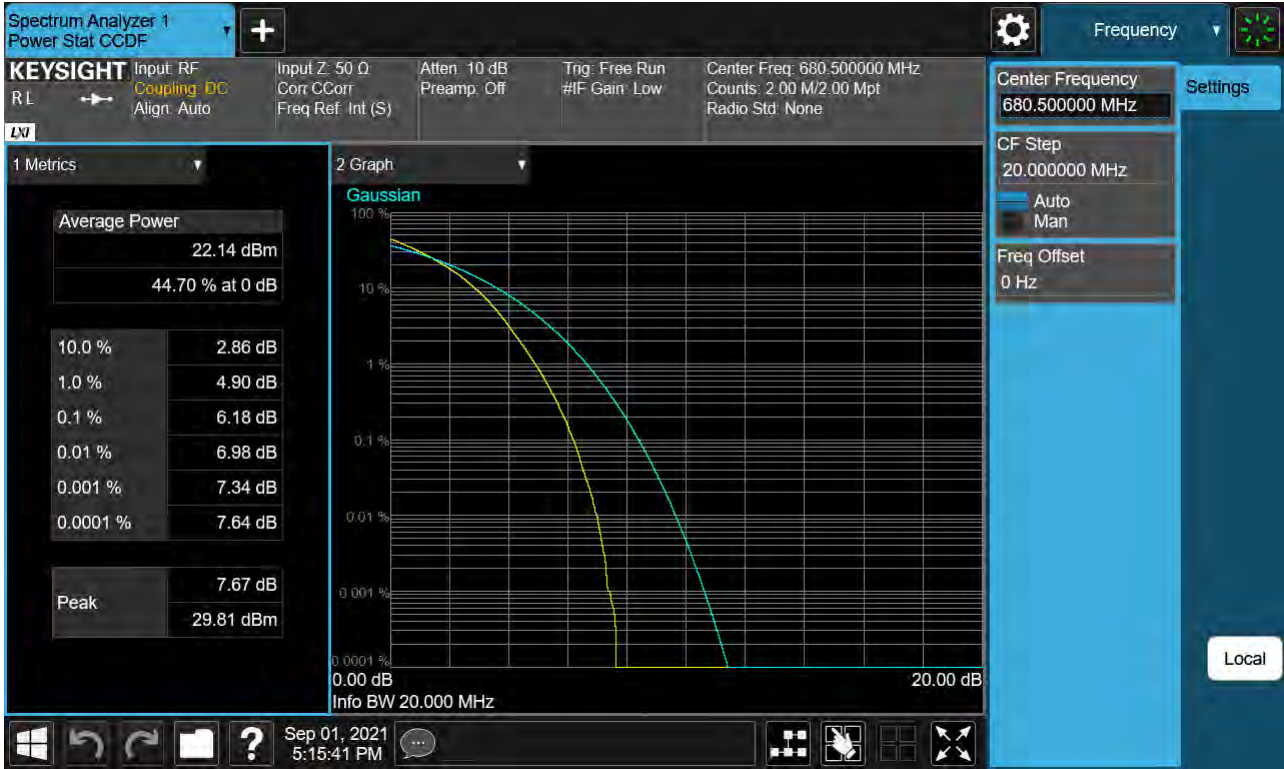 Spectrum Analyzer 1
Power Stat CCDF
+
Frequency
KEYSIGHT
RL
LXI
Input: RF
Coupling: DC
Align: Auto
Input Z: 50 Ω
Corr CCorr
Freq Ref: Int (S)
Atten: 10 dB
Preamp: Off
Trig: Free Run
#IF Gain: Low
Center Freq: 680.500000 MHz
Counts: 2.00 M/2.00 Mpt
Radio Std: None
Center Frequency
680.500000 MHz
Settings
CF Step
20.000000 MHz
Auto
Man
Freq Offset
0 Hz
1 Metrics
Average Power
22.14 dBm
44.70 % at 0 dB
10.0 % 2.86 dB
1.0 % 4.90 dB
0.1 % 6.18 dB
0.01 % 6.98 dB
0.001 % 7.34 dB
0.0001 % 7.64 dB
Peak
7.67 dB
29.81 dBm
2 Graph
Gaussian
100 %
10 %
1 %
0.1 %
0.01 %
0.001 %
0.0001 %
0.00 dB 20.00 dB
Info BW 20.000 MHz
Local
?
Sep 01, 2021
5:15:41 PM